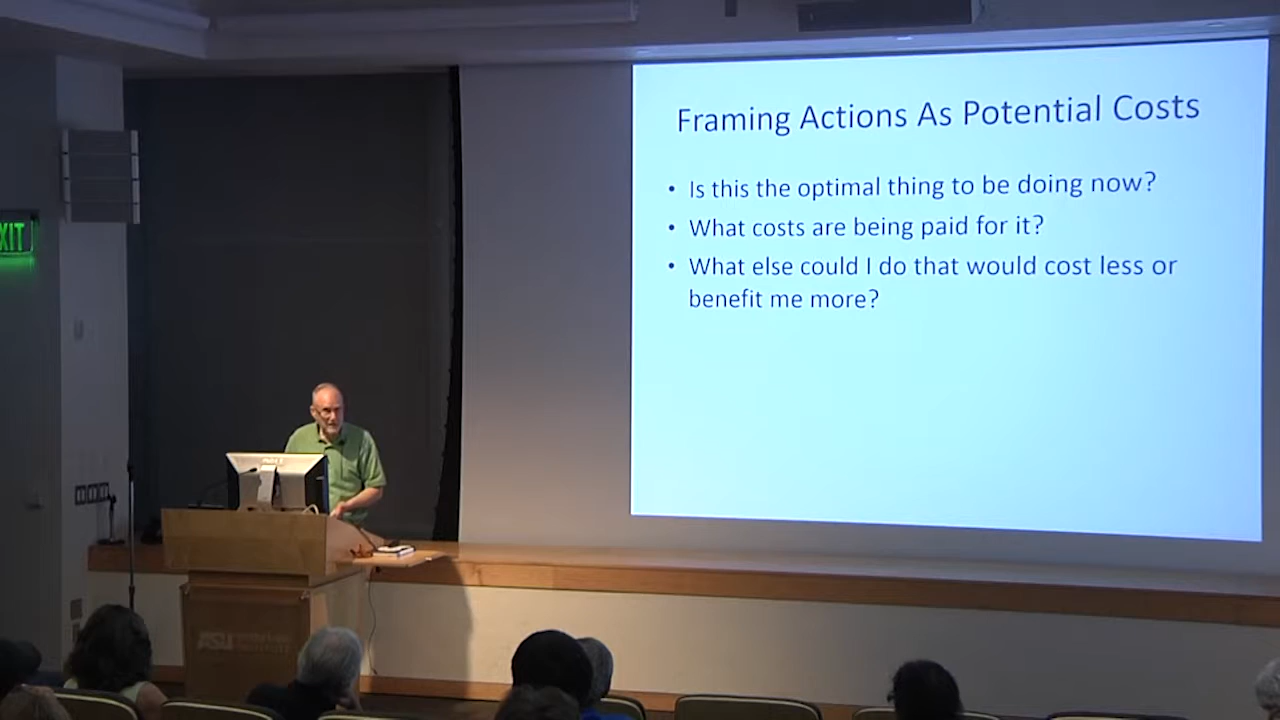 Framing Actions As Potential Costs
• Is this the optimal thing to be doing now?
• What costs are being paid for it?
• What else could I do that would cost less or
benefit me more?
EXIT
ASU